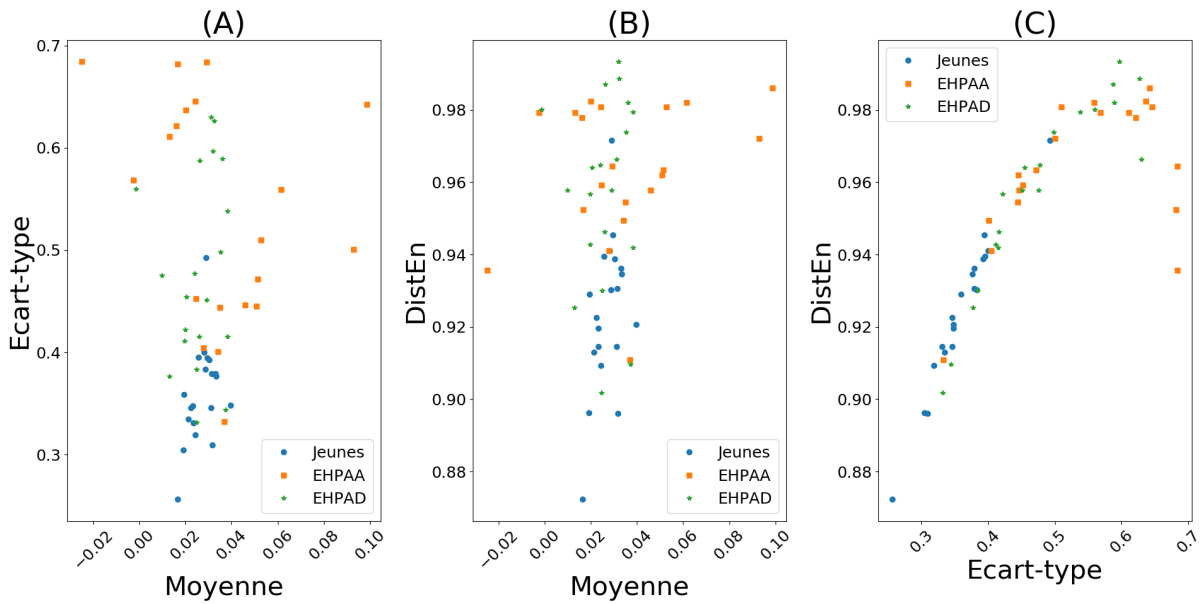 (A)
Ecart-type
0.7
0.6
0.5
0.4
0.3
−0.02
0.00
0.02
0.04
0.06
0.08
0.10
Moyenne
Jeunes
EHPAA
EHPAD
(B)
DistEn
0.98
0.96
0.94
0.92
0.90
0.88
−0.02
0.00
0.02
0.04
0.06
0.08
0.10
Moyenne
Jeunes
EHPAA
EHPAD
(C)
Jeunes
EHPAA
EHPAD
DistEn
0.98
0.96
0.94
0.92
0.90
0.88
0.3
0.4
0.5
0.6
0.7
Ecart-type